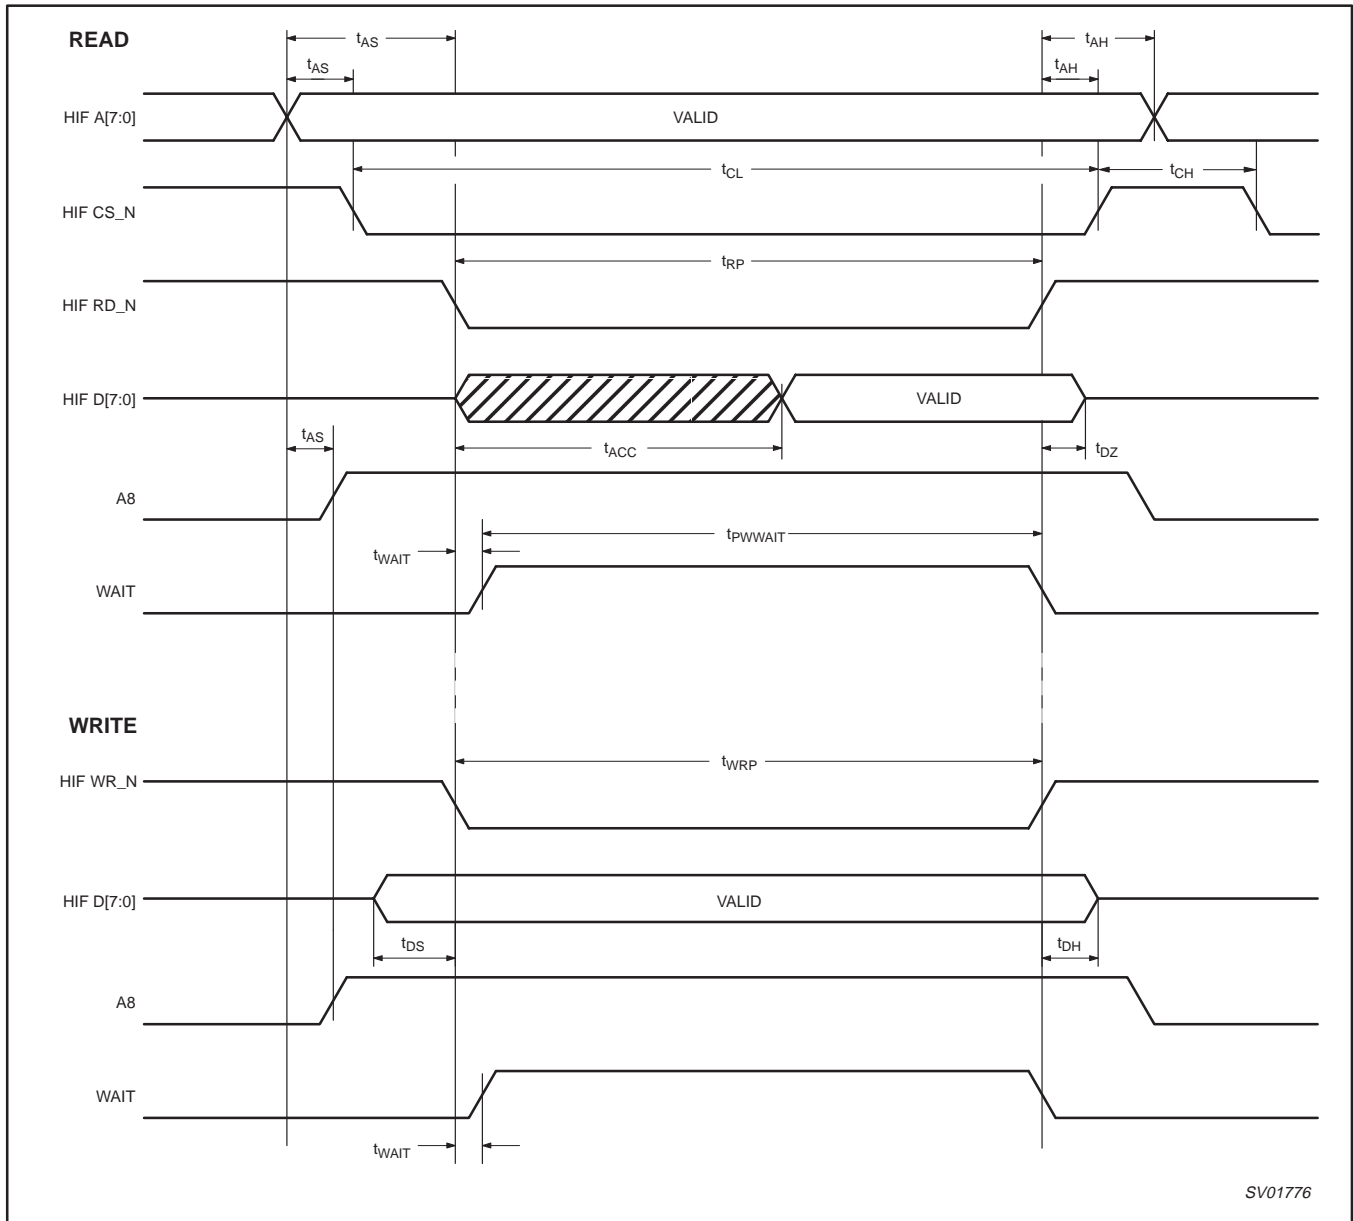 READ
tAS
tAH
tAS
tAH
HIF A[7:0]
VALID
tCL
tCH
HIF CS_N
tRP
HIF RD_N
HIF D[7:0]
VALID
tAS
tACC
tDZ
A8
tPWWAIT
tWAIT
WAIT
WRITE
tWRP
HIF WR_N
HIF D[7:0]
VALID
tDS
tDH
A8
WAIT
tWAIT
SV01776